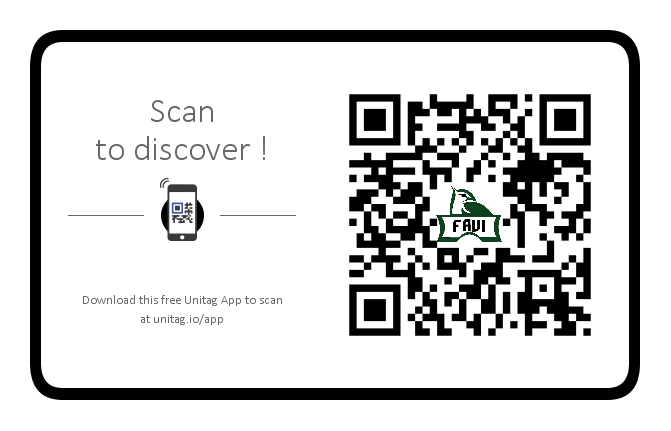 Scan
to discover !
Download this free Unitag App to scan
at unitag.io/app
FAVI